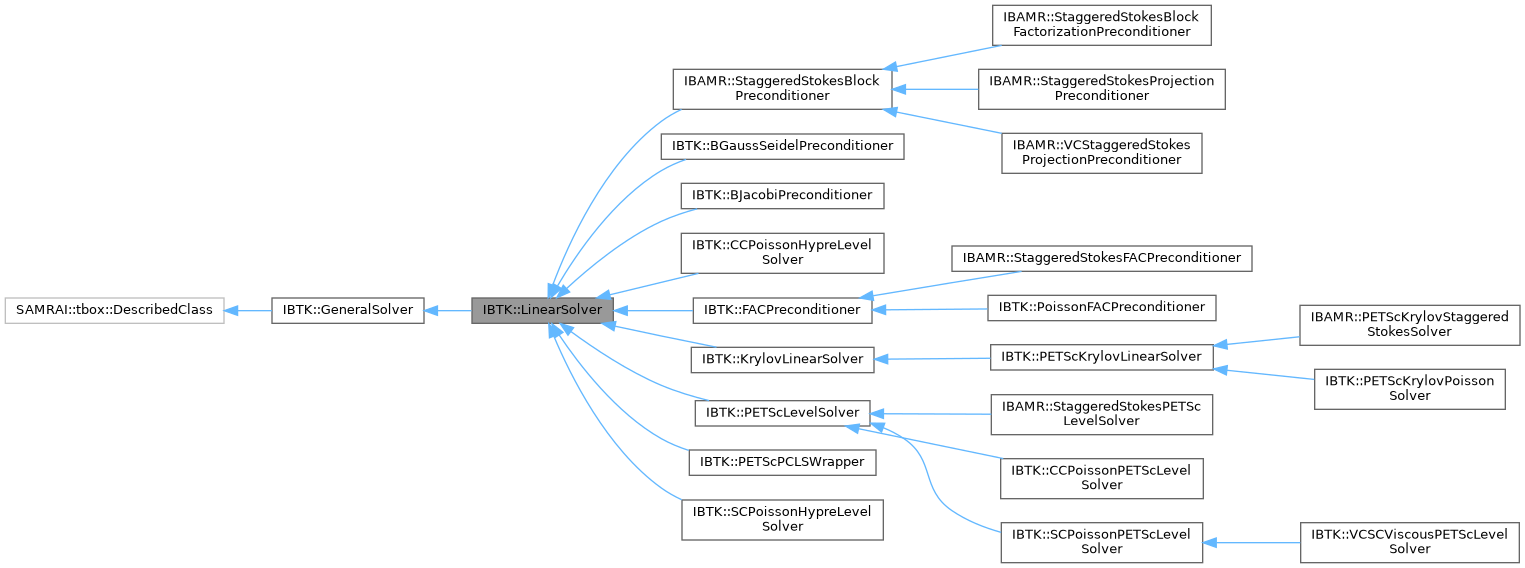 SAMRAI::tbox::DescribedClass
IBTK::GeneralSolver
IBTK::LinearSolver
IBAMR::StaggeredStokesBlock
Preconditioner
IBTK::BGaussSeidelPreconditioner
IBTK::BJacobiPreconditioner
IBTK::CCPoissonHypreLevel
Solver
IBTK::FACPreconditioner
IBTK::KrylovLinearSolver
IBTK::PETScLevelSolver
IBTK::PETScPCLSWrapper
IBTK::SCPoissonHypreLevel
Solver
IBAMR::StaggeredStokesBlock
FactorizationPreconditioner
IBAMR::StaggeredStokesProjection
Preconditioner
IBAMR::VCStaggeredStokes
ProjectionPreconditioner
IBAMR::StaggeredStokesFACPreconditioner
IBTK::PoissonFACPreconditioner
IBTK::PETScKrylovLinearSolver
IBAMR::StaggeredStokesPETSc
LevelSolver
IBTK::CCPoissonPETScLevel
Solver
IBTK::SCPoissonPETScLevel
Solver
IBAMR::PETScKrylovStaggered
StokesSolver
IBTK::PETScKrylovPoisson
Solver
IBTK::VCSCViscousPETScLevel
Solver